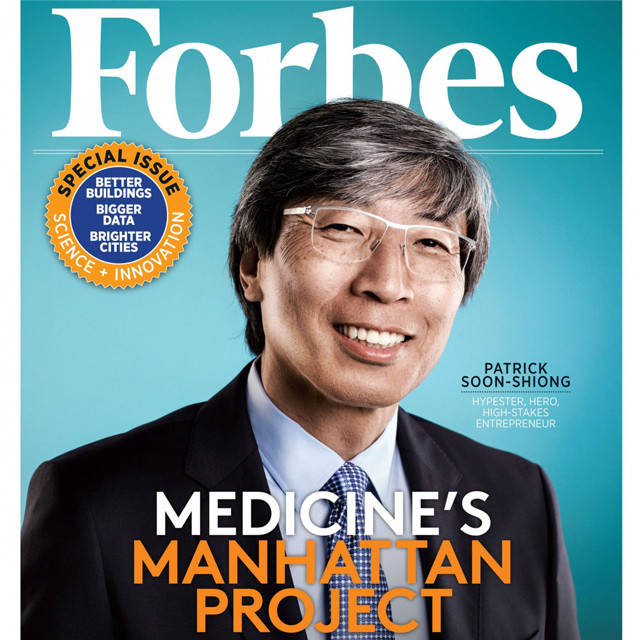 Forbes
SPECIAL ISSUE
BETTER
BUILDINGS
BIGGER
DATA
BRIGHTER
CITIES
SCIENCE + INNOVATION
PATRICK
SOON-SHIONG
HYPESTER, HERO,
HIGH-STAKES
ENTREPRENEUR
MEDICINE'S
MANHATTAN
PROJECT